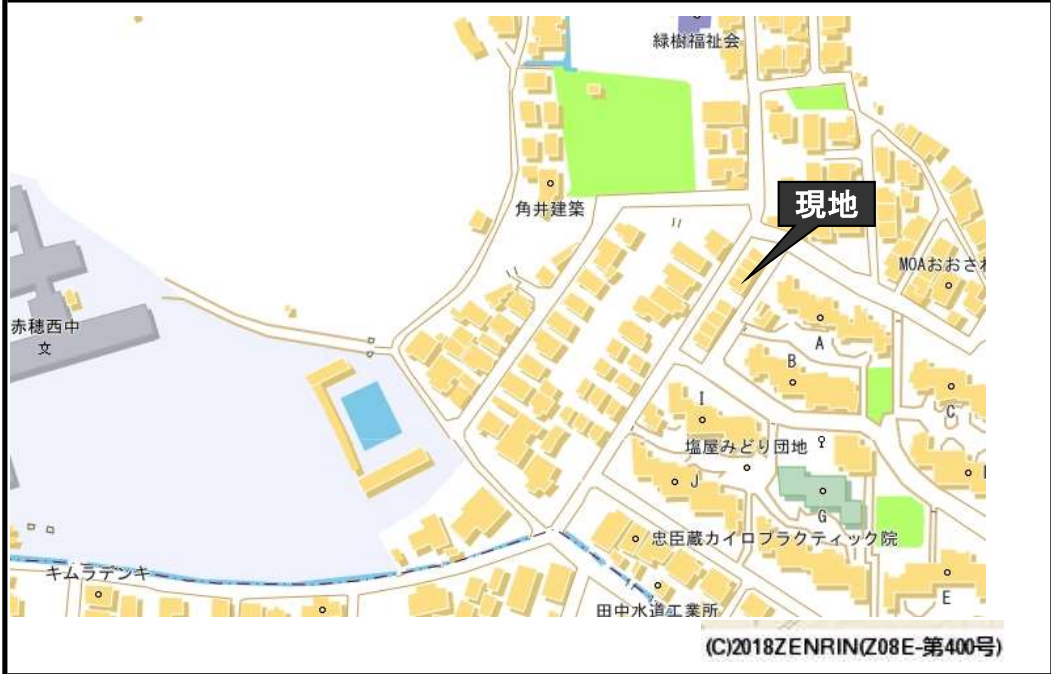 緑樹福祉会
角井建築
現地
MOAおおさわ
赤穂西中
文
A
B
C
I
塩屋みどり団地
J
G
忠臣蔵カイロプラクティック院
キムラデンキ
E
田中水道工業所
(C)2018ZENRIN(Z08E-第400号)